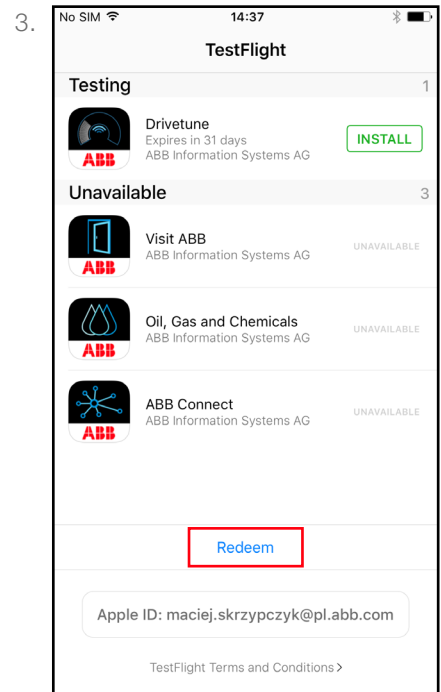 3.
No SIM 14:37
TestFlight
Testing 1
Drivetune
Expires in 31 days
ABB Information Systems AG
INSTALL
ABB
Unavailable 3
Visit ABB
ABB Information Systems AG
UNAVAILABLE
ABB
Oil, Gas and Chemicals
ABB Information Systems AG
UNAVAILABLE
ABB
ABB Connect
ABB Information Systems AG
UNAVAILABLE
ABB
Redeem
Apple ID: maciej.skrzypczyk@pl.abb.com
TestFlight Terms and Conditions >